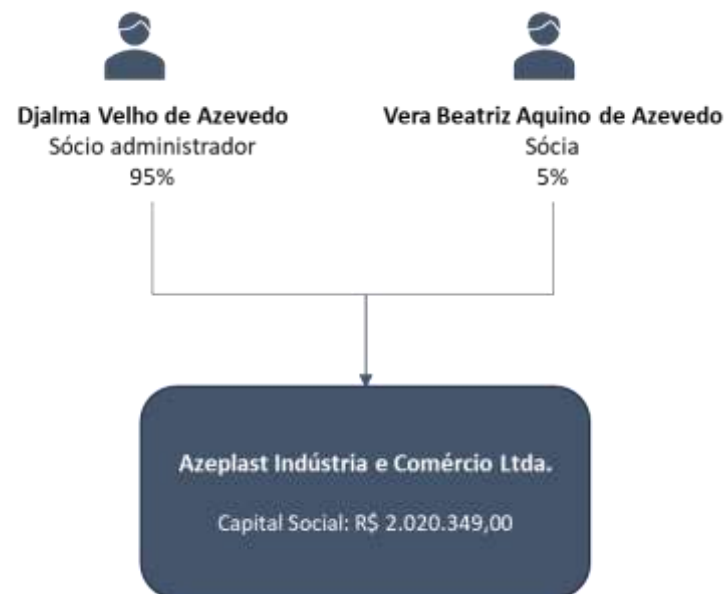 Djalma Velho de Azevedo
Sócio administrador
95%
Vera Beatriz Aquino de Azevedo
Sócia
5%
Azeplast Indústria e Comércio Ltda.
Capital Social: R$ 2.020.349,00